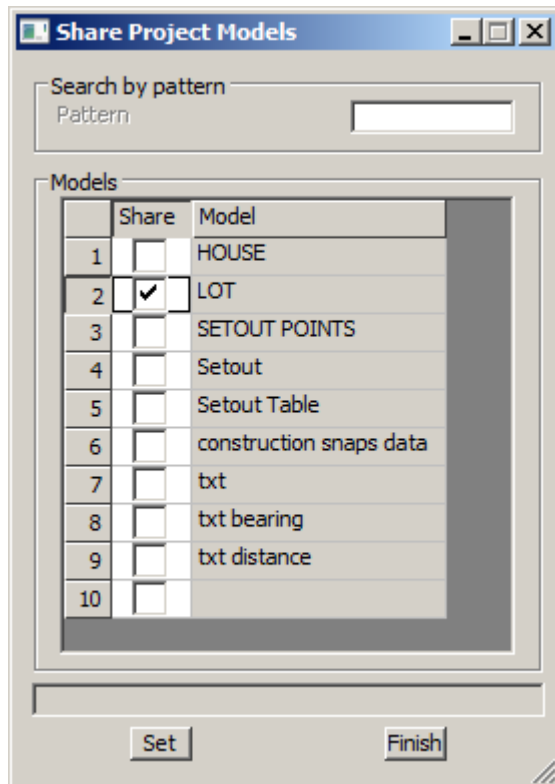 Share Project Models
Search by pattern
Pattern
Models
Share Model
1 HOUSE
2 LOT
3 SETOUT POINTS
4 Setout
5 Setout Table
6 construction snaps data
7 txt
8 txt bearing
9 txt distance
10
Set Finish